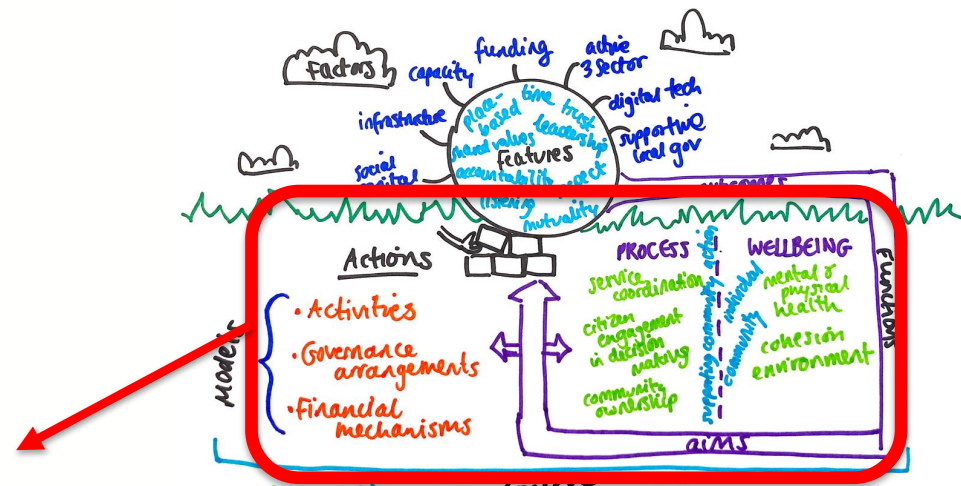 Factors
capacity
funding
active
3 sector
digital tech
supportive
local gov
infrastructure
social
capital
place-
based
time
trust
shared values
leadership
Features
accountability
respect
listening
mutuality
outcomes
Actions
• Activities
• Governance
arrangements
• Financial
mechanisms
Models
PROCESS
service
coordination
citizen
engagement
in decision
making
community
ownership
supporting community action
individual
community
WELLBEING
mental &
physical
health
cohesion
environment
Functions
aims